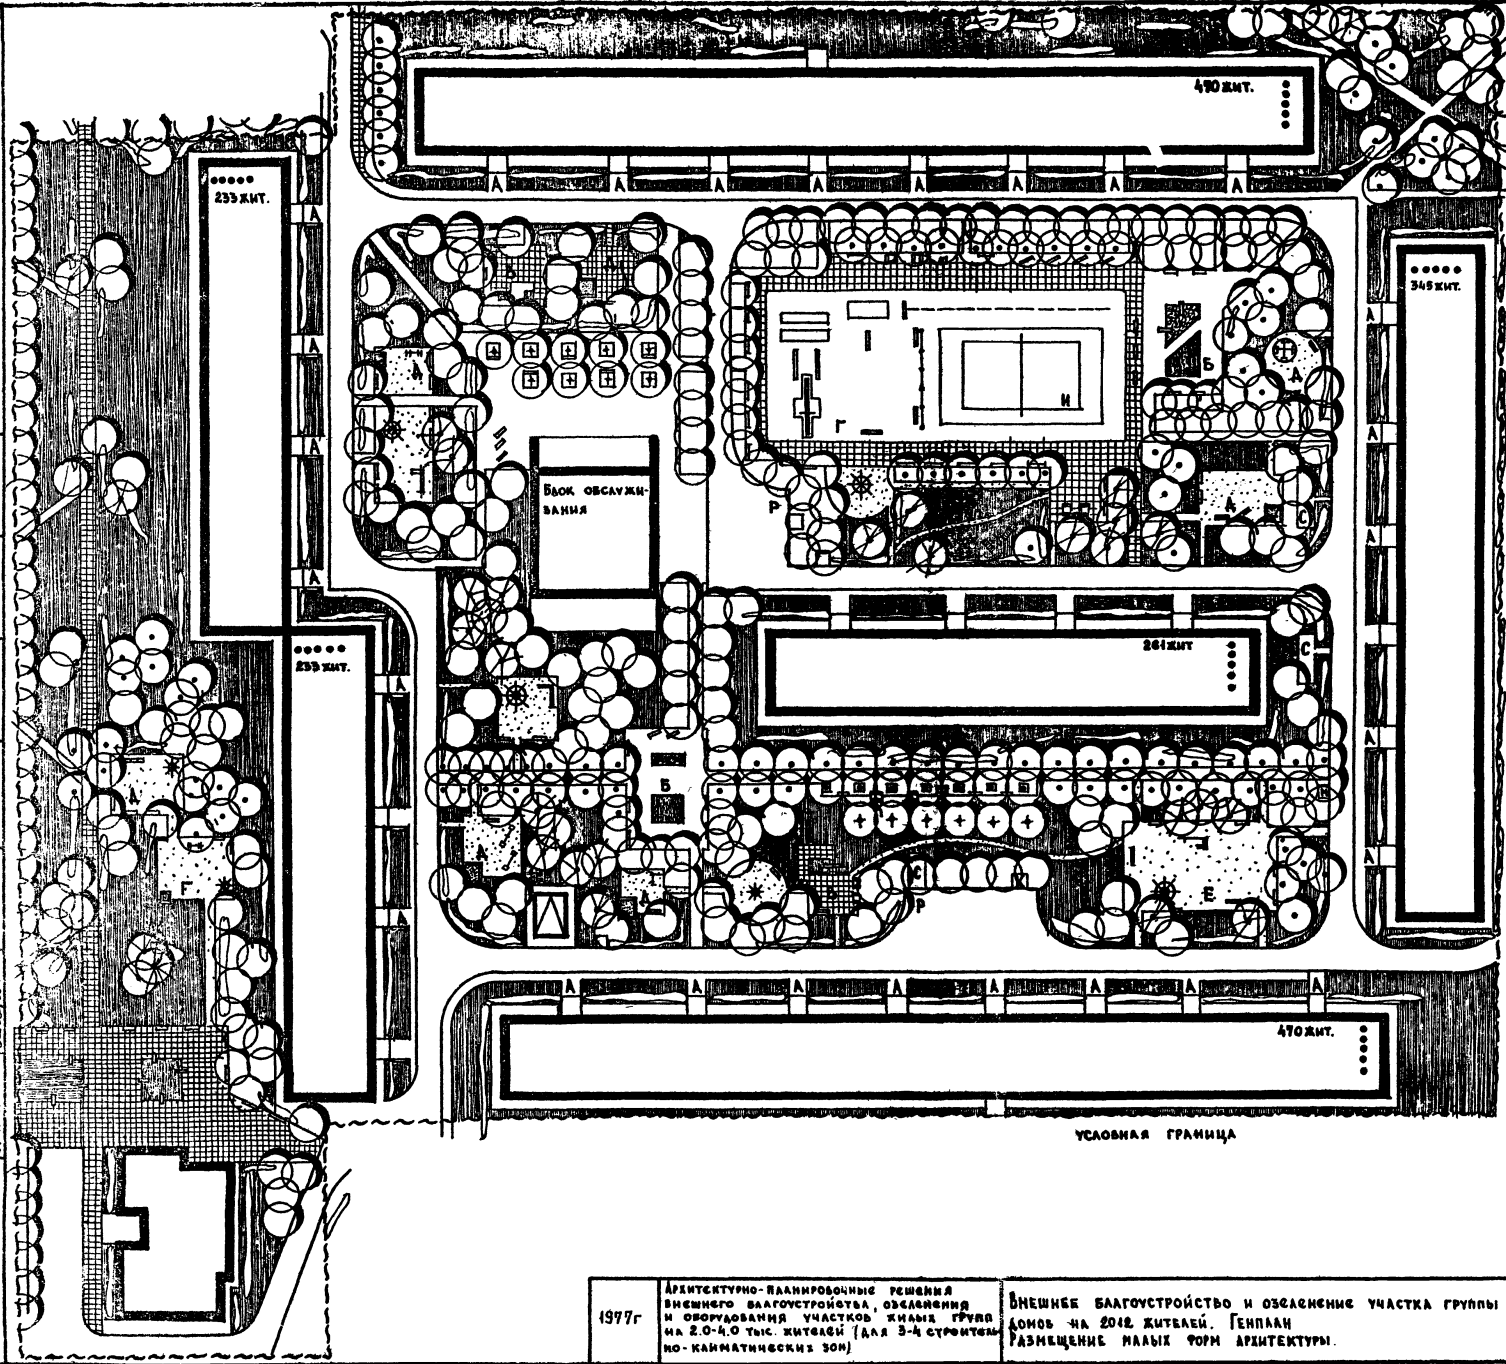 490 ЖИТ.
233 ЖИТ.
А
А
А
А
А
А
А
А
А
345 ЖИТ.
А
А
А
А
Б
Д
И
Г
Д
А
А
А
БЛОК ОБСЛУЖИ-
ВАНИЯ
Р
Д
С
А
233 ЖИТ.
261 ЖИТ
С
А
Б
А
Д
Д
Г
Д
С
Р
В
Е
А
А
А
А
А
А
А
А
А
А
470 ЖИТ.
УСЛОВНАЯ ГРАНИЦА
1977г
АРХИТЕКТУРНО-ПЛАНИРОВОЧНЫЕ РЕШЕНИЯ
ВНЕШНЕГО БЛАГОУСТРОЙСТВА, ОЗЕЛЕНЕНИЯ
И ОБОРУДОВАНИЯ УЧАСТКОВ ЖИЛЫХ ГРУПП
НА 2.0-4.0 ТЫС. ЖИТЕЛЕЙ (ДЛЯ 3-4 СТРОИТЕЛЬ
НО-КЛИМАТИЧЕСКИХ ЗОН)
ВНЕШНЕЕ БЛАГОУСТРОЙСТВО И ОЗЕЛЕНЕНИЕ УЧАСТКА ГРУППЫ
ДОМОВ НА 2012 ЖИТЕЛЕЙ. ГЕНПЛАН
РАЗМЕЩЕНИЕ МАЛЫХ ФОРМ АРХИТЕКТУРЫ.